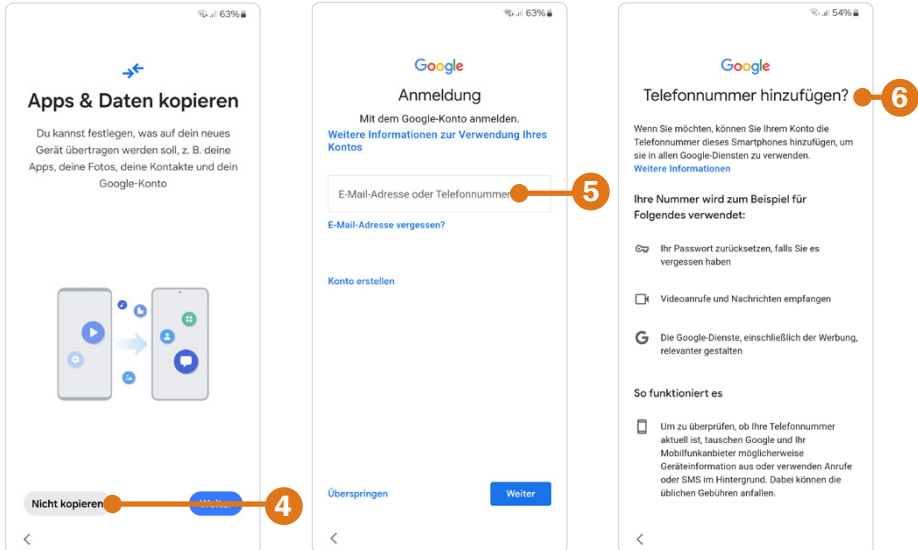 63%
Apps & Daten kopieren
Du kannst festlegen, was auf dein neues
Gerät übertragen werden soll, z. B. deine
Apps, deine Fotos, deine Kontakte und dein
Google-Konto
Nicht kopieren
Weiter
4
63%
Google
Anmeldung
Mit dem Google-Konto anmelden.
Weitere Informationen zur Verwendung Ihres
Kontos
E-Mail-Adresse oder Telefonnummer
5
E-Mail-Adresse vergessen?
Konto erstellen
Überspringen
Weiter
54%
Google
Telefonnummer hinzufügen?
6
Wenn Sie möchten, können Sie Ihrem Konto die
Telefonnummer dieses Smartphones hinzufügen, um
sie in allen Google-Diensten zu verwenden.
Weitere Informationen
Ihre Nummer wird zum Beispiel für
Folgendes verwendet:
Ihr Passwort zurücksetzen, falls Sie es
vergessen haben
Videoanrufe und Nachrichten empfangen
G Die Google-Dienste, einschließlich der Werbung,
relevanter gestalten
So funktioniert es
Um zu überprüfen, ob Ihre Telefonnummer
aktuell ist, tauschen Google und Ihr
Mobilfunkanbieter möglicherweise
Geräteinformation aus oder verwenden Anrufe
oder SMS im Hintergrund. Dabei können die
üblichen Gebühren anfallen.